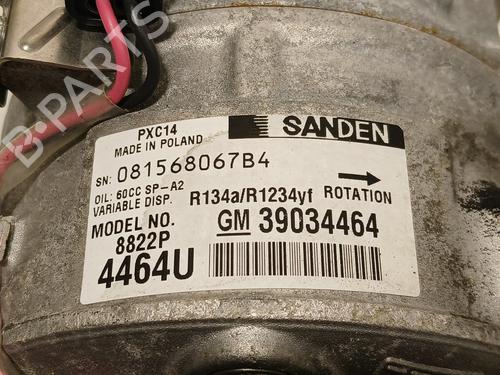 PXC14
MADE IN POLAND
SANDEN
SN: 081568067B4
OIL: 60CC SP-A2
VARIABLE DISP.
R134a/R1234yf
ROTATION
MODEL NO.
8822P
GM 39034464
4464U
B-PARTS